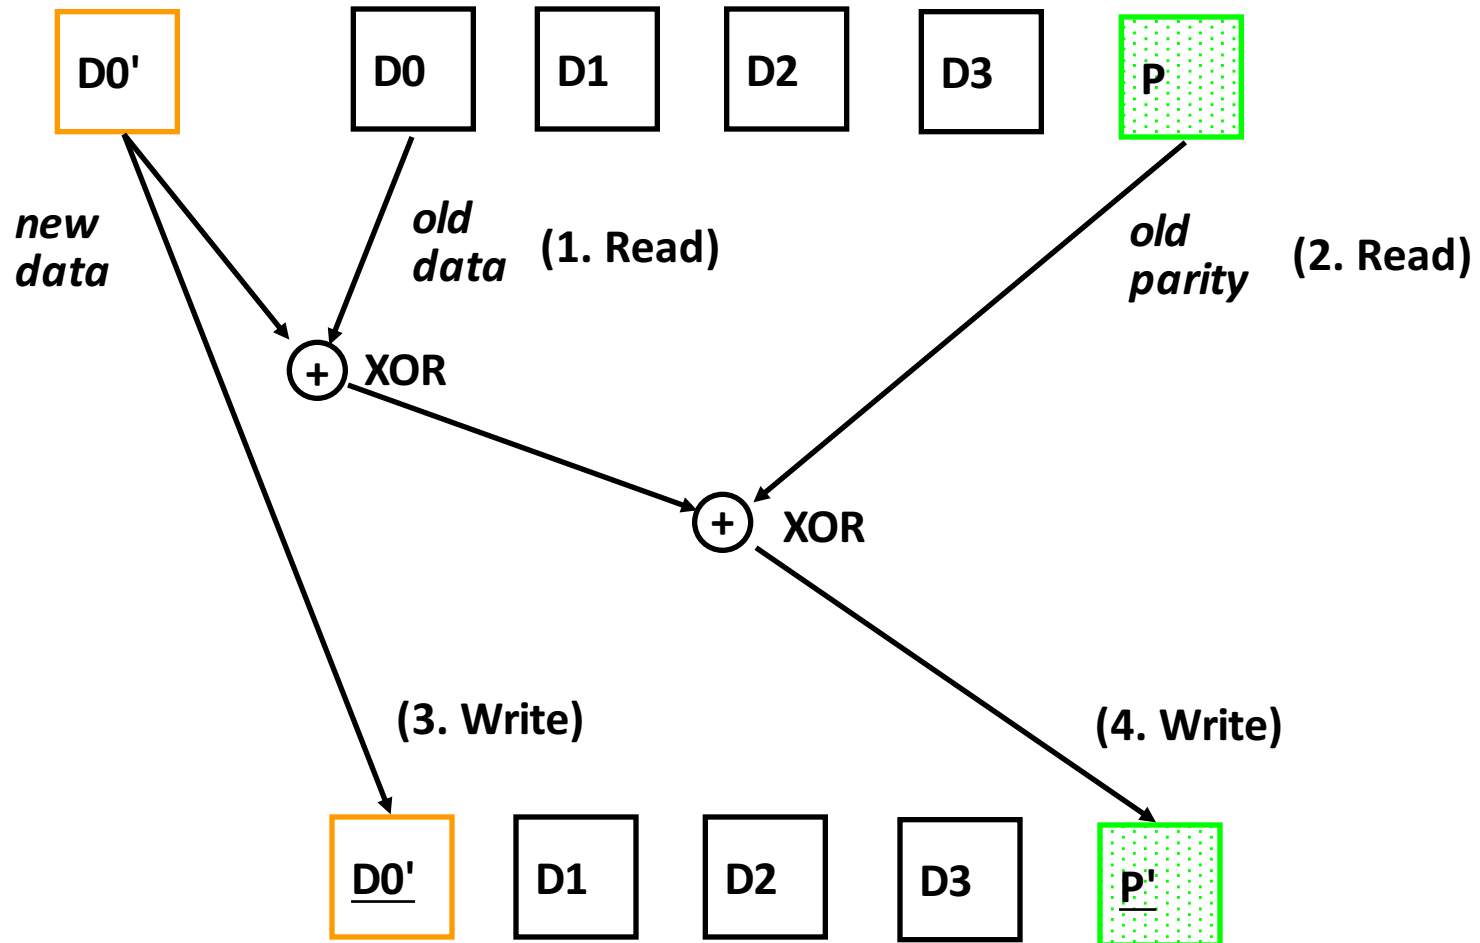 D0'
D0
D1
D2
D3
P
new
data
old
data
(1. Read)
old
parity
(2. Read)
+
XOR
+
XOR
(3. Write)
(4. Write)
D0'
D1
D2
D3
P'